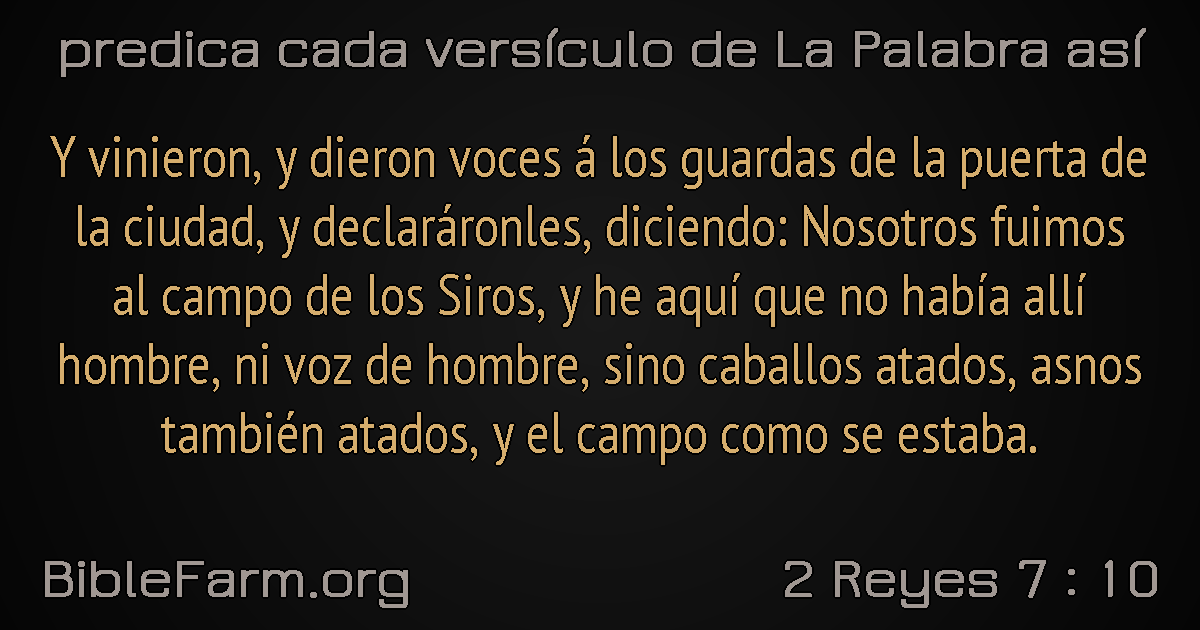 predica cada versículo de La Palabra así
Y vinieron, y dieron voces á los guardas de la puerta de
la ciudad, y declaráronles, diciendo: Nosotros fuimos
al campo de los Siros, y he aquí que no había allí
hombre, ni voz de hombre, sino caballos atados, asnos
también atados, y el campo como se estaba.
BibleFarm.org
2 Reyes 7 : 10